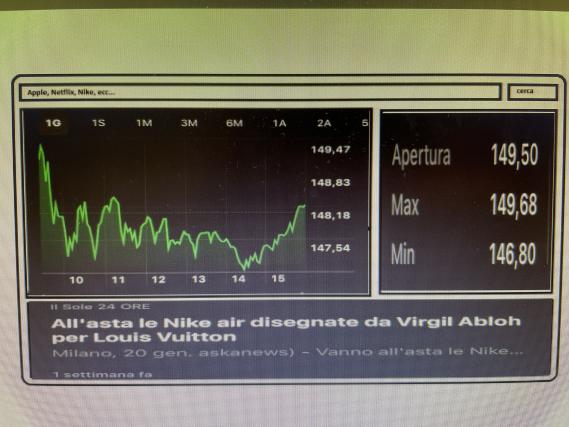 Apple, Netflix, Nike, ecc...
cerca
1G 1S 1M 3M 6M 1A 2A 5
149,47
148,83
148,18
147,54
10 11 12 13 14 15
Apertura 149,50
Max 149,68
Min 146,80
Il Sole 24 ORE
All'asta le Nike air disegnate da Virgil Abloh
per Louis Vuitton
Milano, 20 gen. askanews) – Vanno all'asta le Nike...
1 settimana fa